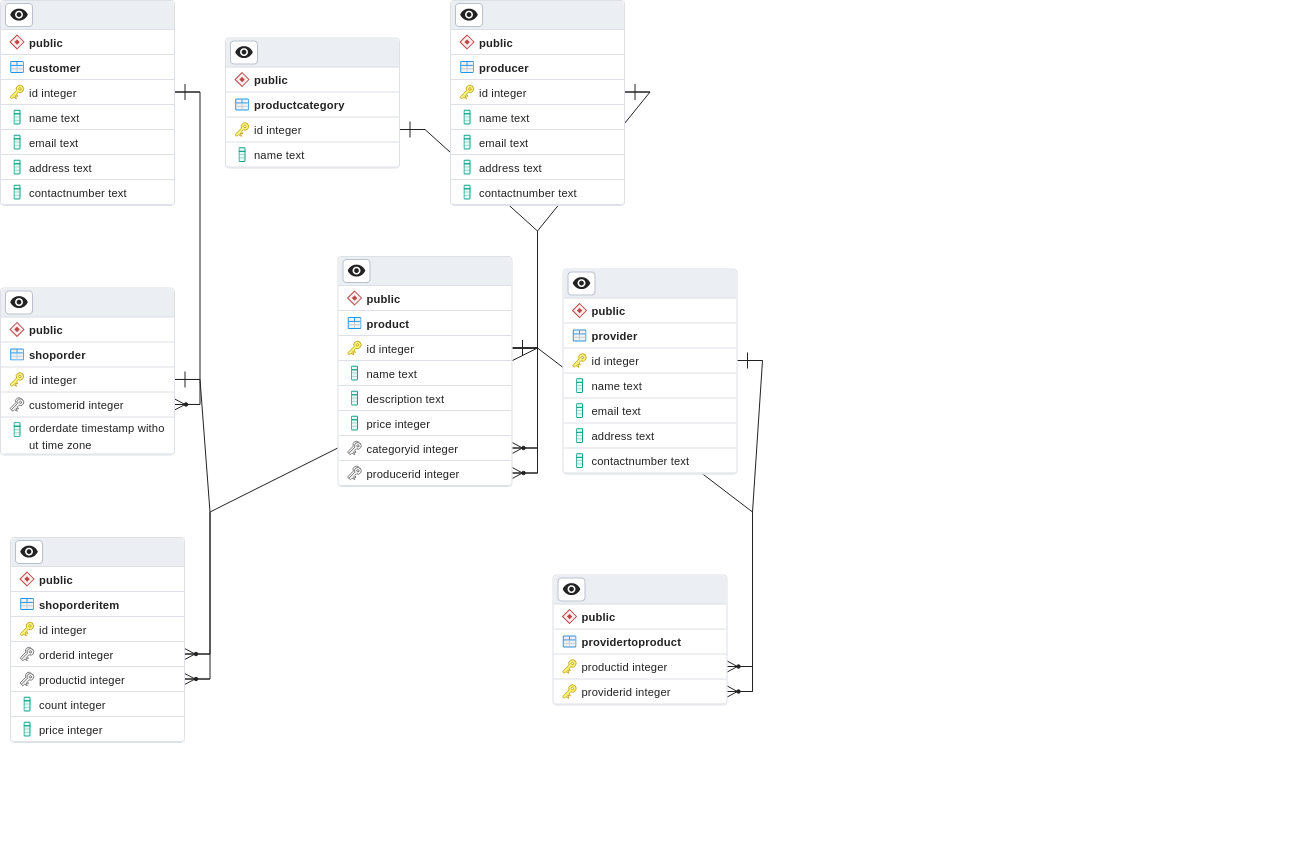 public
customer
id integer
name text
email text
address text
contactnumber text
public
productcategory
id integer
name text
public
producer
id integer
name text
email text
address text
contactnumber text
public
shoporder
id integer
customerid integer
orderdate timestamp witho
ut time zone
public
product
id integer
name text
description text
price integer
categoryid integer
producerid integer
public
provider
id integer
name text
email text
address text
contactnumber text
public
shoporderitem
id integer
orderid integer
productid integer
count integer
price integer
public
providertoproduct
productid integer
providerid integer